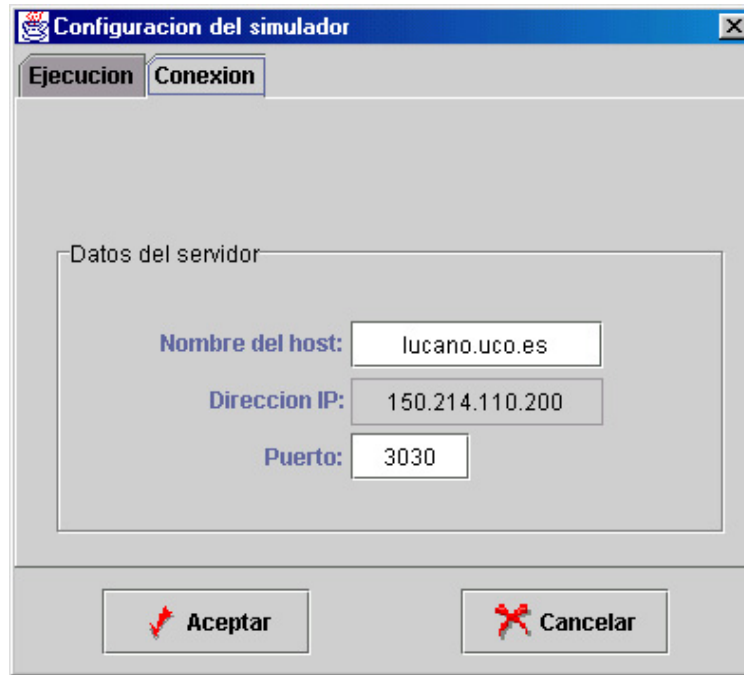 Configuracion del simulador
Ejecucion Conexion
Datos del servidor
Nombre del host: lucano.uco.es
Direccion IP: 150.214.110.200
Puerto: 3030
Aceptar Cancelar